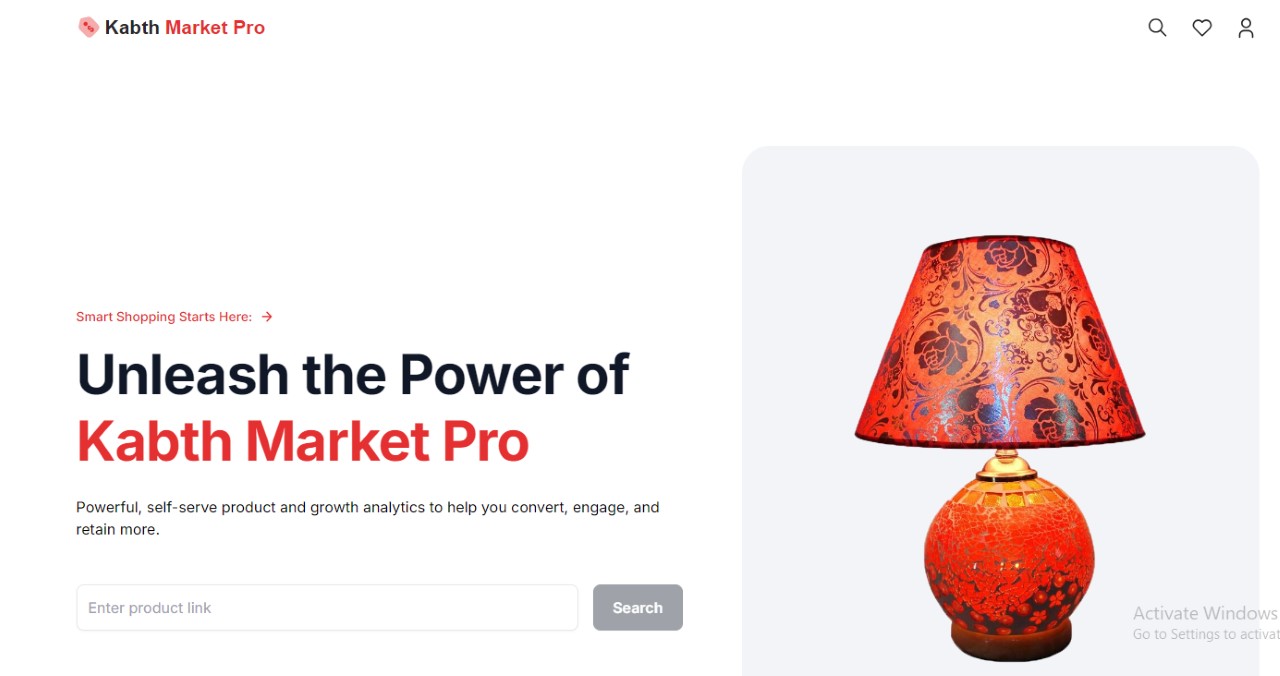 Kabth Market Pro
Smart Shopping Starts Here:
Unleash the Power of
Kabth Market Pro
Powerful, self-serve product and growth analytics to help you convert, engage, and
retain more.
Enter product link
Search
Activate Windows
Go to Settings to activat